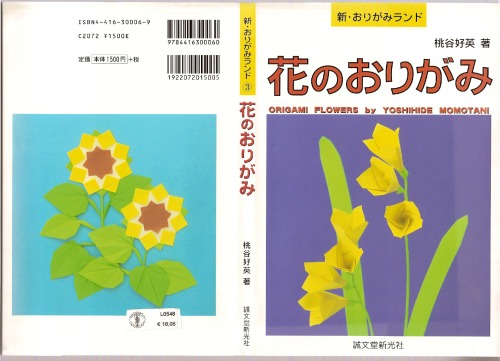 ISBN4-416-30006-9
C2072 ¥1500E
定価 本体1500円 +税
9784416300060
1922072015005
L0548
€ 18,08
新・おりがみランド ③
花のおりがみ
桃谷好英 著
誠文堂新光社
新・おりがみランド
桃谷好英 著
花のおりがみ
ORIGAMI FLOWERS by YOSHIHIDE MOMOTANI
誠文堂新光社